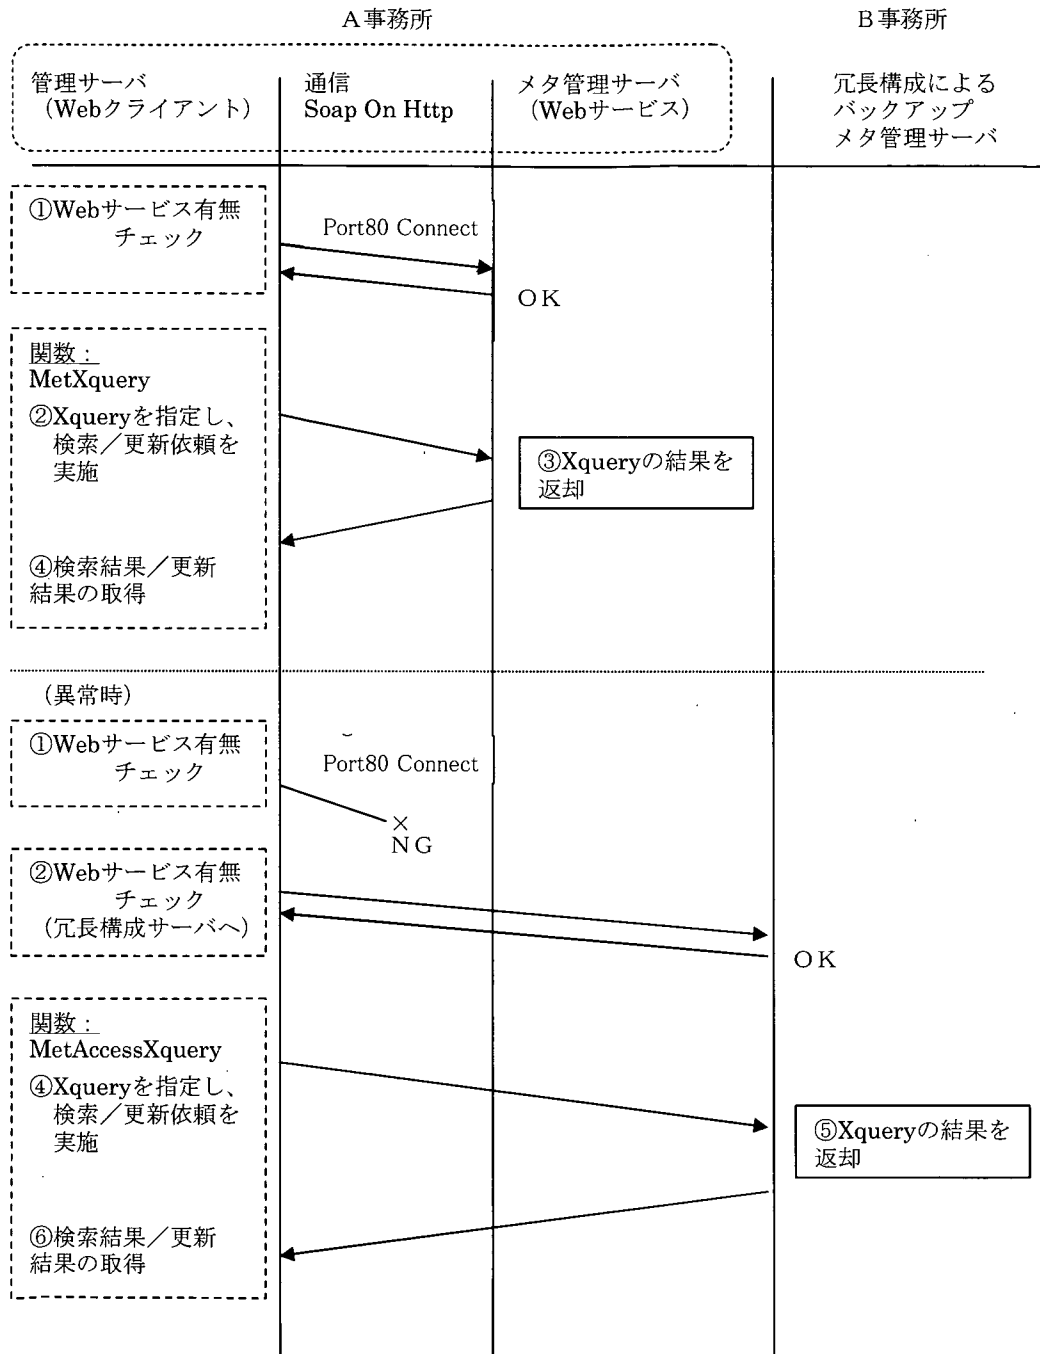 A事務所
B事務所
管理サーバ
(Webクライアント)
通信
Soap On Http
メタ管理サーバ
(Webサービス)
冗長構成による
バックアップ
メタ管理サーバ
①Webサービス有無
チェック
Port80 Connect
OK
関数:
MetXquery
②Xqueryを指定し、
検索/更新依頼を
実施
③Xqueryの結果を
返却
④検索結果/更新
結果の取得
(異常時)
①Webサービス有無
チェック
Port80 Connect
×
NG
②Webサービス有無
チェック
(冗長構成サーバへ)
OK
関数:
MetAccessXquery
④Xqueryを指定し、
検索/更新依頼を
実施
⑤Xqueryの結果を
返却
⑥検索結果/更新
結果の取得